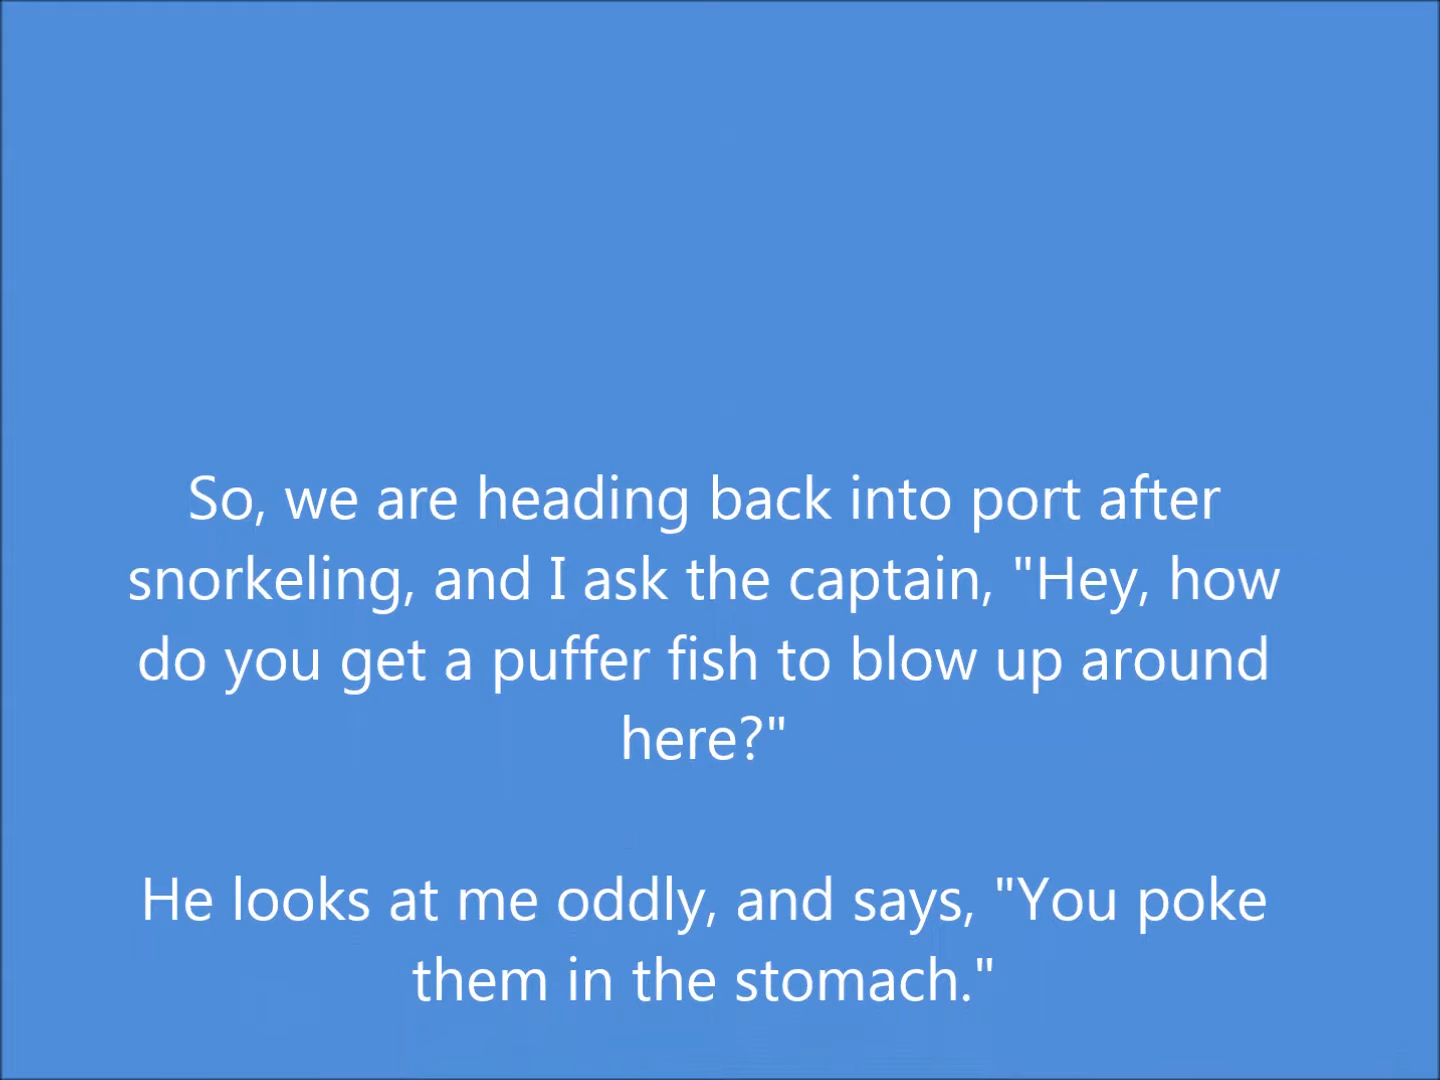 So, we are heading back into port after
snorkeling, and I ask the captain, "Hey, how
do you get a puffer fish to blow up around
here?"
He looks at me oddly, and says, "You poke
them in the stomach."